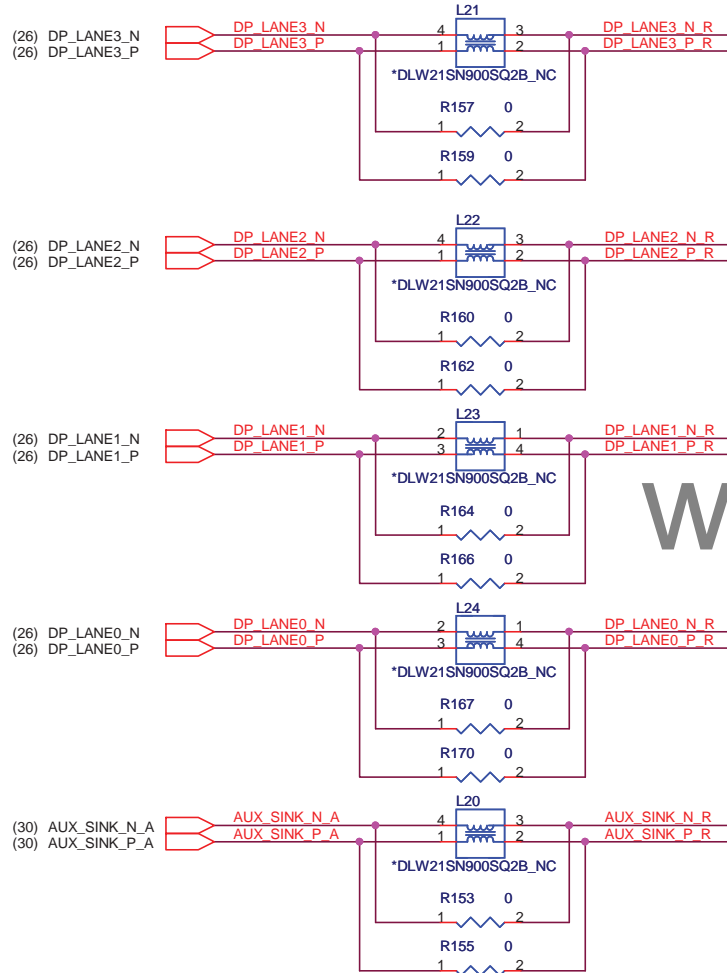 L21
(26) DP_LANE3_N DP_LANE3_N 4 3 DP_LANE3_N_R
(26) DP_LANE3_P DP_LANE3_P 1 2 DP_LANE3_P_R
*DLW21SN900SQ2B_NC
R157 0
1 2
R159 0
1 2
L22
(26) DP_LANE2_N DP_LANE2_N 4 3 DP_LANE2_N_R
(26) DP_LANE2_P DP_LANE2_P 1 2 DP_LANE2_P_R
*DLW21SN900SQ2B_NC
R160 0
1 2
R162 0
1 2
L23
(26) DP_LANE1_N DP_LANE1_N 2 1 DP_LANE1_N_R
(26) DP_LANE1_P DP_LANE1_P 3 4 DP_LANE1_P_R
*DLW21SN900SQ2B_NC
W
R164 0
1 2
R166 0
1 2
L24
(26) DP_LANE0_N DP_LANE0_N 2 1 DP_LANE0_N_R
(26) DP_LANE0_P DP_LANE0_P 3 4 DP_LANE0_P_R
*DLW21SN900SQ2B_NC
R167 0
1 2
R170 0
1 2
L20
(30) AUX_SINK_N_A AUX_SINK_N_A 4 3 AUX_SINK_N_R
(30) AUX_SINK_P_A AUX_SINK_P_A 1 2 AUX_SINK_P_R
*DLW21SN900SQ2B_NC
R153 0
1 2
R155 0
1 2